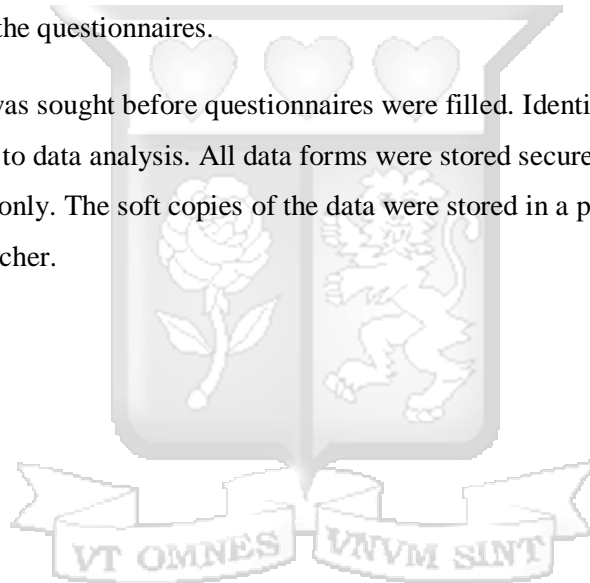 the questionnaires.
was sought before questionnaires were filled. Identi
to data analysis. All data forms were stored secure
only. The soft copies of the data were stored in a p
cher.
VT OMNES VNVM SINT